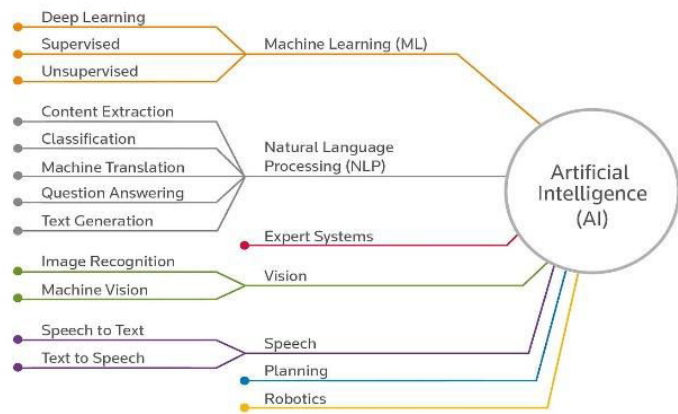 Deep Learning
Supervised
Unsupervised
Machine Learning (ML)
Content Extraction
Classification
Machine Translation
Question Answering
Text Generation
Natural Language
Processing (NLP)
Expert Systems
Image Recognition
Machine Vision
Vision
Speech to Text
Text to Speech
Speech
Planning
Robotics
Artificial
Intelligence
(AI)